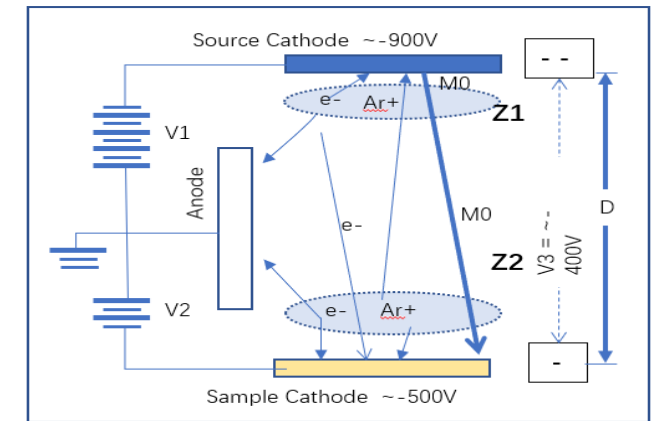 Source Cathode ~-900V
- -
M0
e-
Ar+
Z1
V1
Anode
M0
D
e-
Z2
V3 = ~-
400V
V2
e-
Ar+
-
Sample Cathode ~-500V